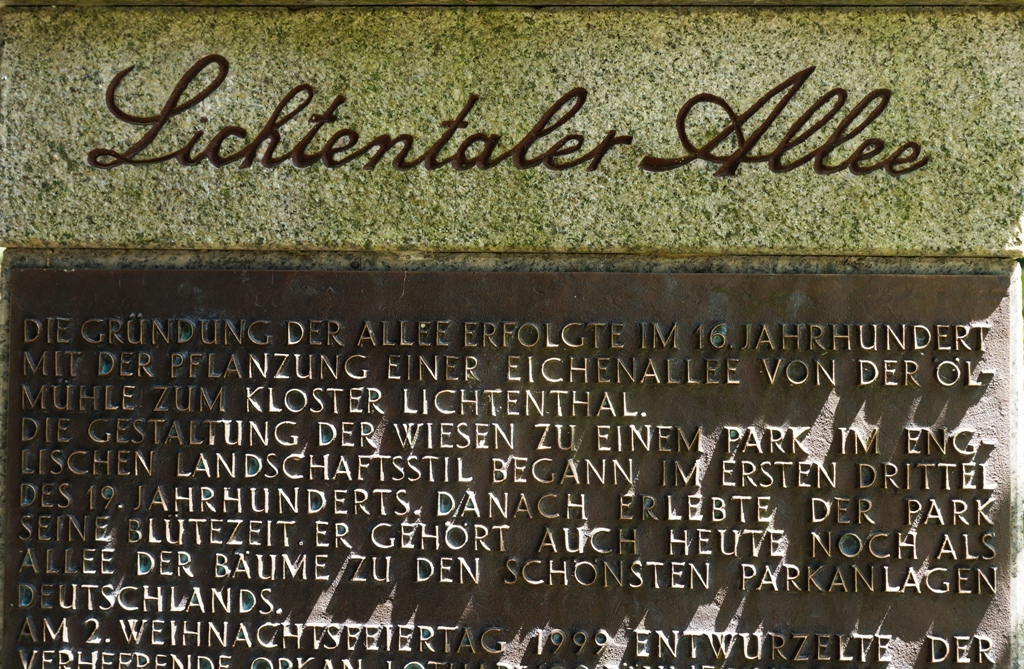 Lichtentaler Allee
DIE GRÜNDUNG DER ALLEE ERFOLGTE IM 16. JAHRHUNDERT
MIT DER PFLANZUNG EINER EICHENALLEE VON DER ÖL-
MÜHLE ZUM KLOSTER LICHTENTHAL.
DIE GESTALTUNG DER WIESEN ZU EINEM PARK IM ENG-
LISCHEN LANDSCHAFTSSTIL BEGANN IM ERSTEN DRITTEL
DES 19. JAHRHUNDERTS. DANACH ERLEBTE DER PARK
SEINE BLÜTEZEIT. ER GEHÖRT AUCH HEUTE NOCH ALS
ALLEE DER BÄUME ZU DEN SCHÖNSTEN PARKANLAGEN
DEUTSCHLANDS.
AM 2. WEIHNACHTSFEIERTAG 1999 ENTWURZELTE DER
VERHEERENDE ORKAN LOTHAR